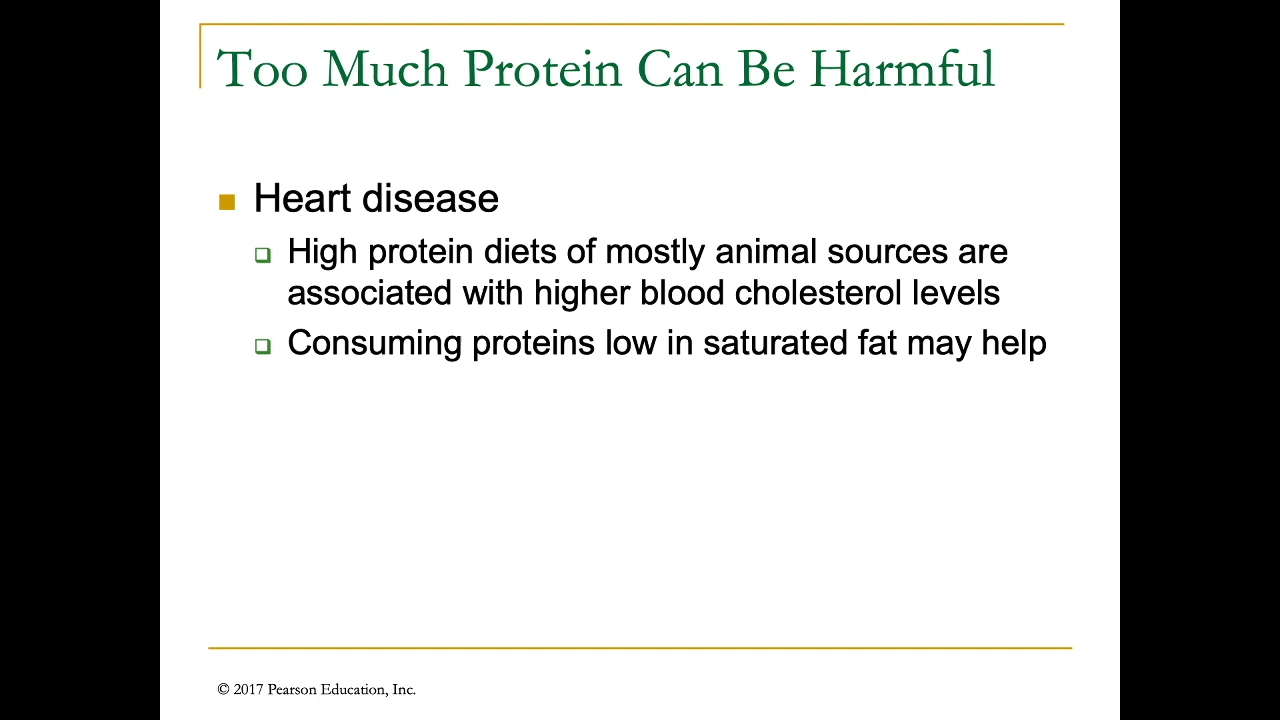 Too Much Protein Can Be Harmful
Heart disease
High protein diets of mostly animal sources are
associated with higher blood cholesterol levels
Consuming proteins low in saturated fat may help
© 2017 Pearson Education, Inc.